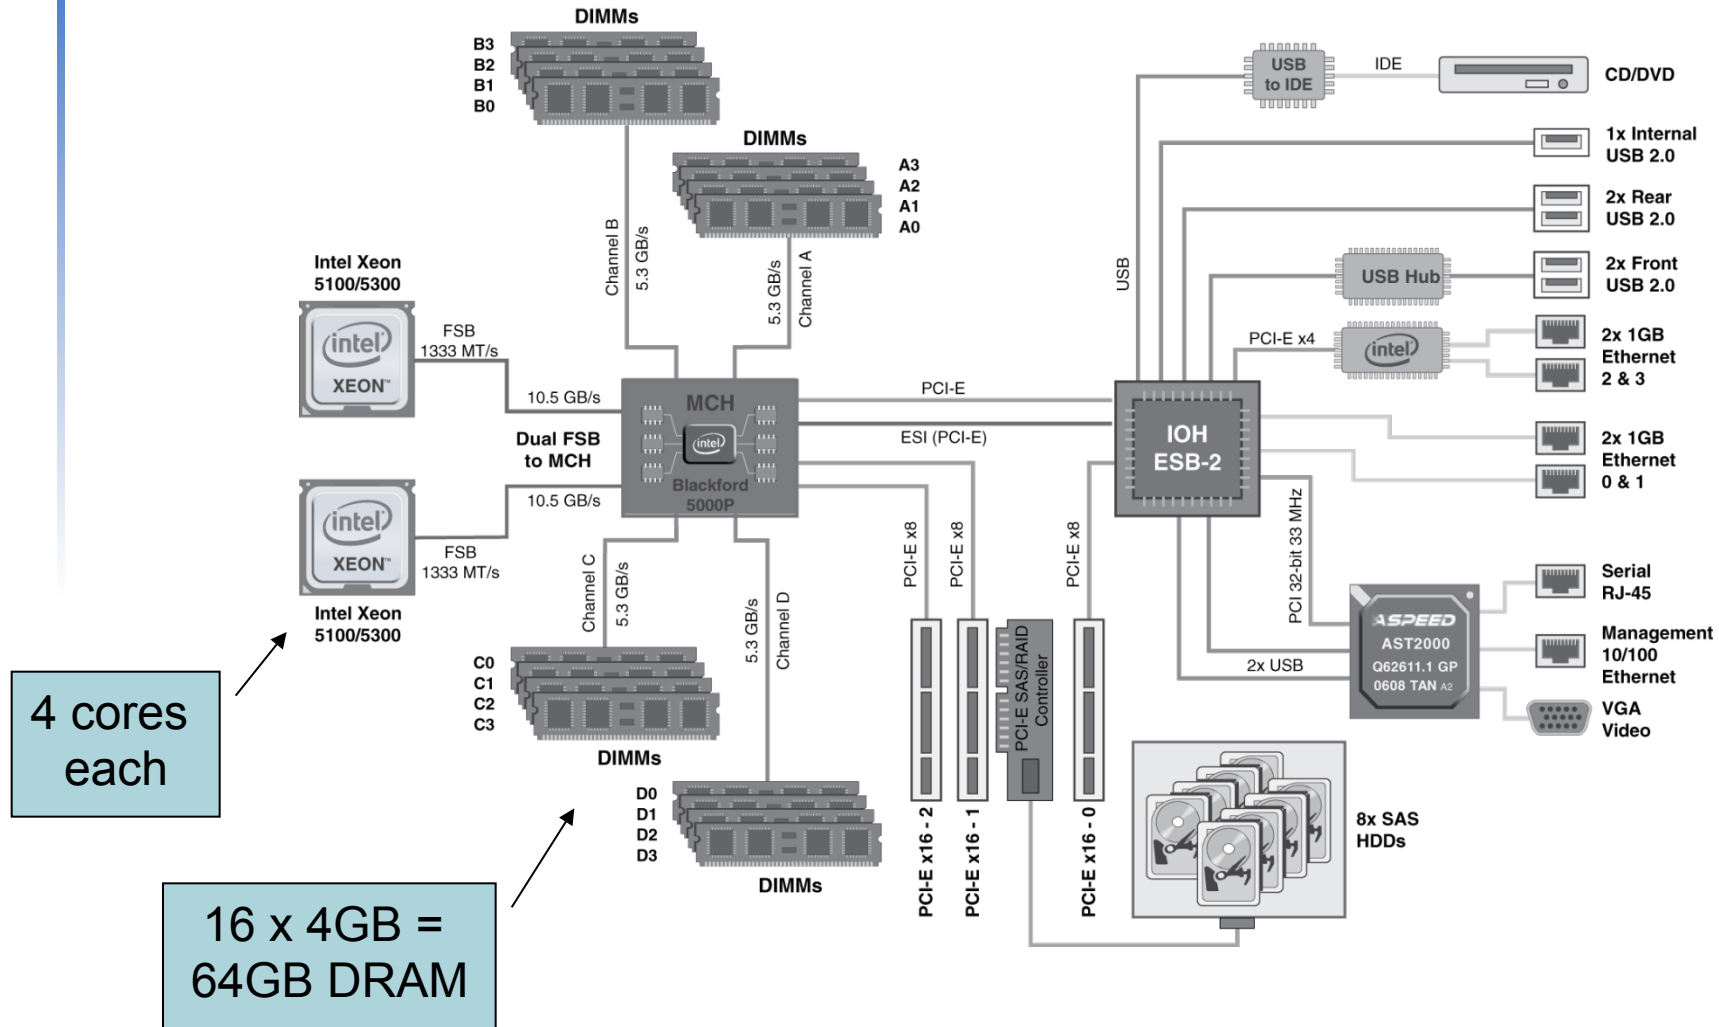 DIMMs
B3
B2
B1
B0
DIMMs
A3
A2
A1
A0
Channel B
5.3 GB/s
5.3 GB/s
Channel A
Intel Xeon
5100/5300
intel
XEON™
FSB
1333 MT/s
10.5 GB/s
Dual FSB
to MCH
10.5 GB/s
intel
XEON™
FSB
1333 MT/s
Intel Xeon
5100/5300
MCH
intel
Blackford
5000P
Channel C
5.3 GB/s
5.3 GB/s
Channel D
C0
C1
C2
C3
DIMMs
D0
D1
D2
D3
DIMMs
4 cores
each
16 x 4GB =
64GB DRAM
PCI-E
ESI (PCI-E)
PCI-E x8
PCI-E x8
PCI-E x8
PCI-E x16 - 2
PCI-E x16 - 1
PCI-E SAS/RAID
Controller
PCI-E x16 - 0
IOH
ESB-2
USB
USB
to IDE
IDE
CD/DVD
1x Internal
USB 2.0
2x Rear
USB 2.0
USB Hub
2x Front
USB 2.0
PCI-E x4
intel
2x 1GB
Ethernet
2 & 3
2x 1GB
Ethernet
0 & 1
PCI 32-bit 33 MHz
2x USB
ASPEED
AST2000
Q62611.1 GP
0608 TAN A2
Serial
RJ-45
Management
10/100
Ethernet
VGA
Video
8x SAS
HDDs